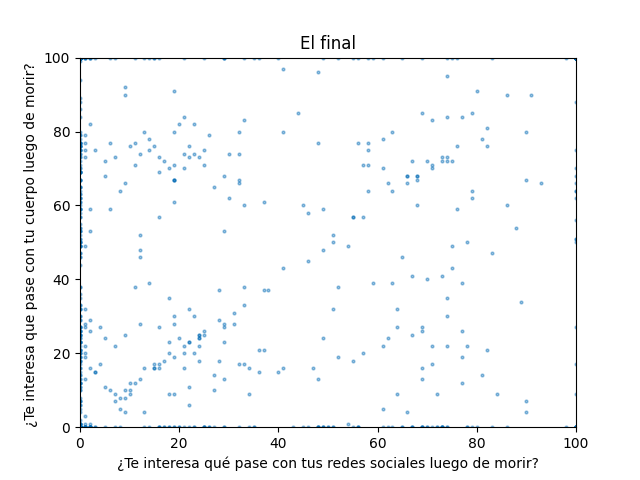 El final
¿Te interesa que pase con tu cuerpo luego de morir?
100
80
60
40
20
0
0 20 40 60 80 100
¿Te interesa qué pase con tus redes sociales luego de morir?